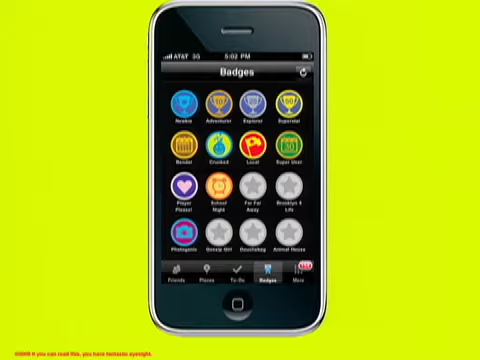 AT&T 3G 5:02 PM
Badges
Newbie Adventurer Explorer Superstar
Bender Crunked Local Super User
Player Please! School Night Far Far Away Brooklyn 4 Life
Photogenic Gossip Girl Douchebag Animal House
Friends Places To-Do Badges More
if you can read this, you have fantastic eyesight.